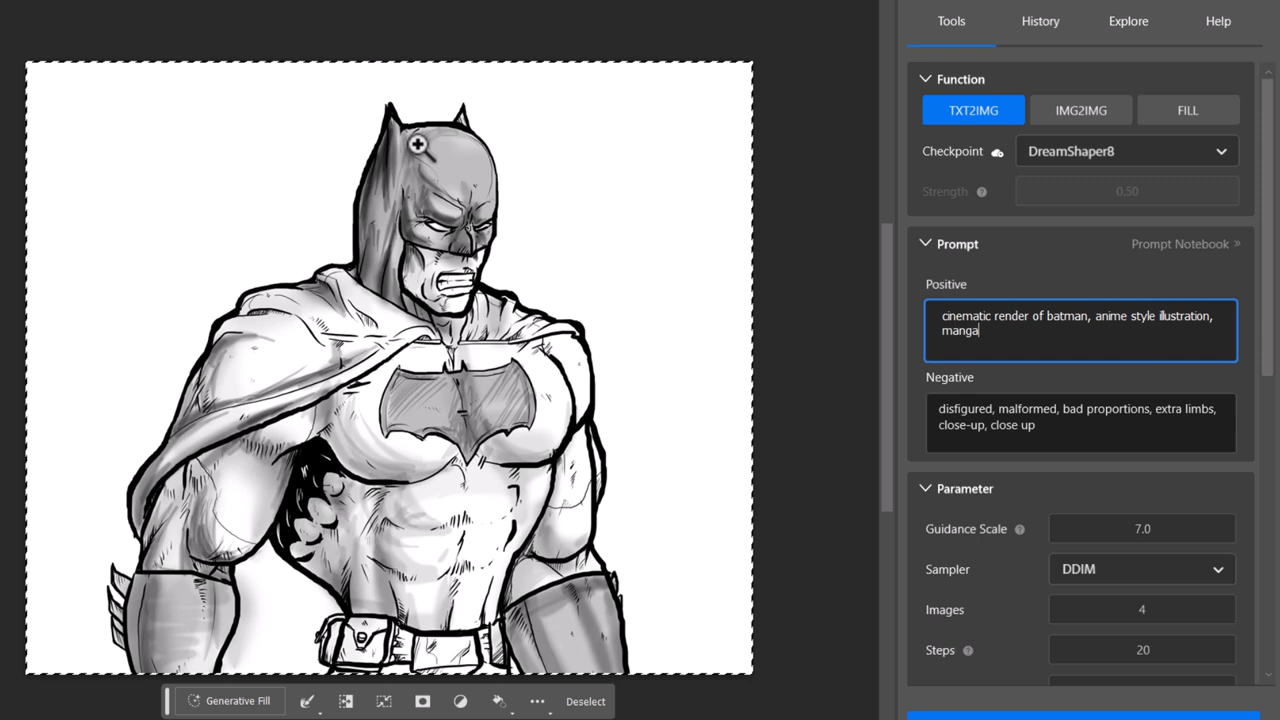 Tools History Explore Help
Function
TXT2IMG IMG2IMG FILL
Checkpoint DreamShaper8
Strength ? 0.50
Prompt Prompt Notebook »
Positive
cinematic render of batman, anime style illustration,
manga
Negative
disfigured, malformed, bad proportions, extra limbs,
close-up, close up
Parameter
Guidance Scale ? 7.0
Sampler DDIM
Images 4
Steps ? 20
Generative Fill ... Deselect